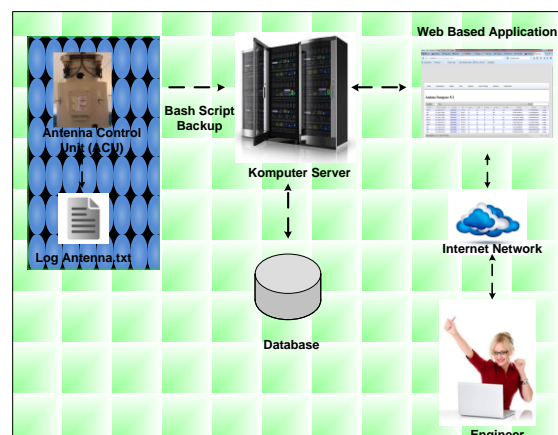 Web Based Application
Antenna Control
Unit (ACU)
Bash Script
Backup
Komputer Server
Log Antenna.txt
Internet Network
Database
Engineer